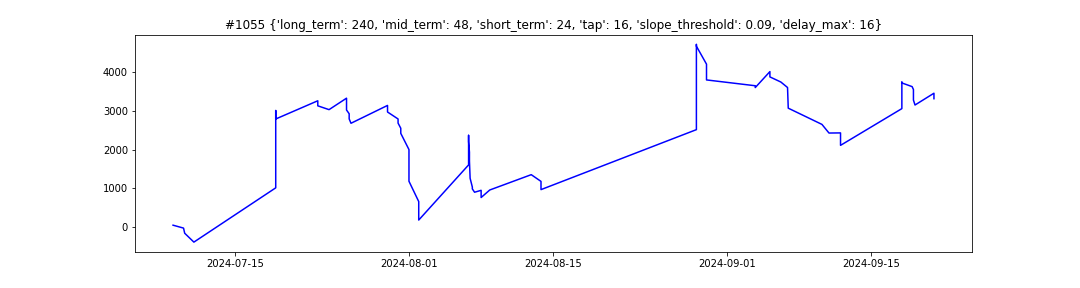 #1055 {'long_term': 240, 'mid_term': 48, 'short_term': 24, 'tap': 16, 'slope_threshold': 0.09, 'delay_max': 16}
4000
3000
2000
1000
0
2024-07-15 2024-08-01 2024-08-15 2024-09-01 2024-09-15